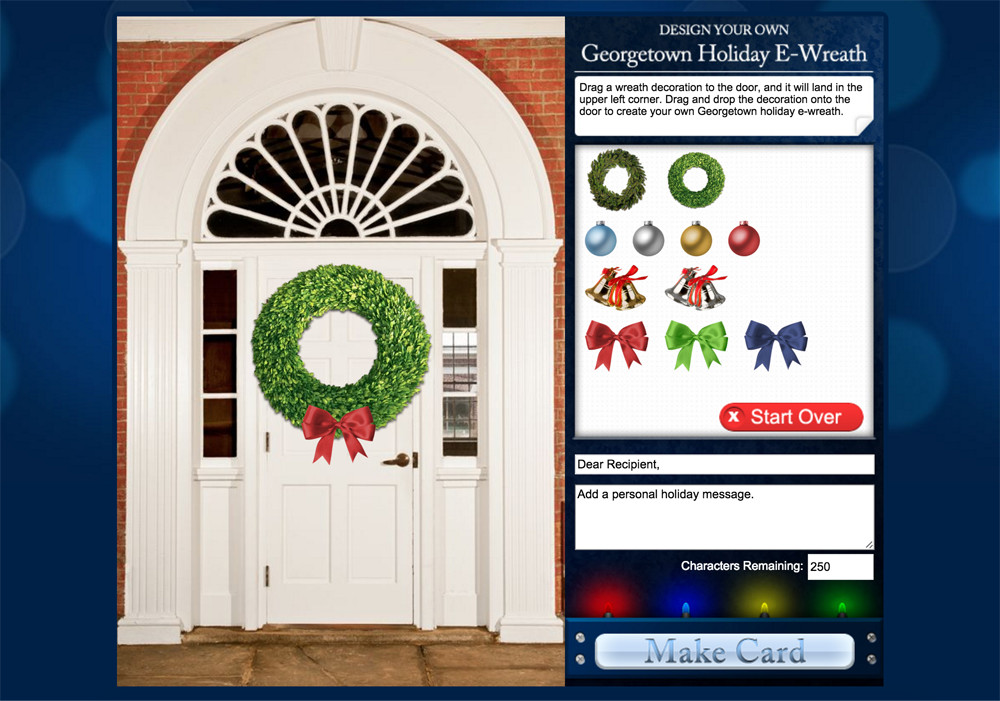 DESIGN YOUR OWN
Georgetown Holiday E-Wreath
Drag a wreath decoration to the door, and it will land in the
upper left corner. Drag and drop the decoration onto the
door to create your own Georgetown holiday e-wreath.
x Start Over
Dear Recipient,
Add a personal holiday message.
Characters Remaining: 250
Make Card